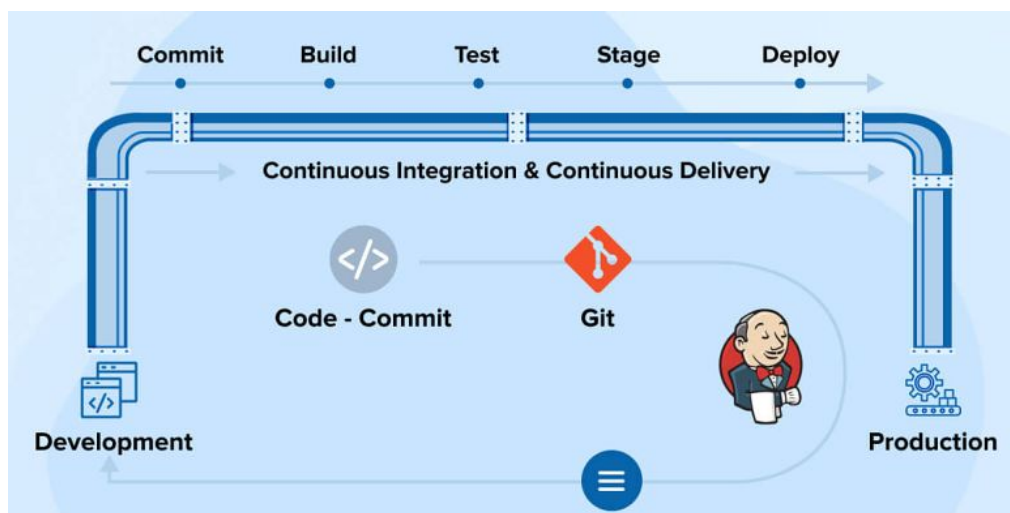 Commit Build Test Stage Deploy
Continuous Integration & Continuous Delivery
</>
Code - Commit
Git
</>
Development
Production